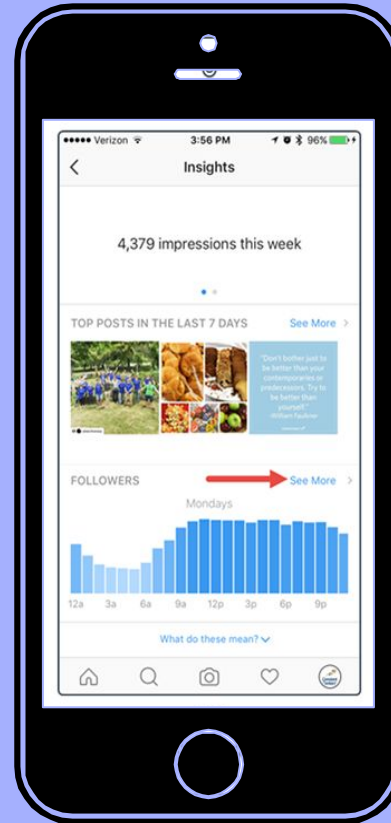 Verizon 3:56 PM 96%
Insights
4,379 impressions this week
TOP POSTS IN THE LAST 7 DAYS See More
"Don't bother just to
be better than your
contemporaries or
predecessors. Try to
be better than
yourself."
-William Faulkner
FOLLOWERS See More
Mondays
12a 3a 6a 9a 12p 3p 6p 9p
What do these mean?